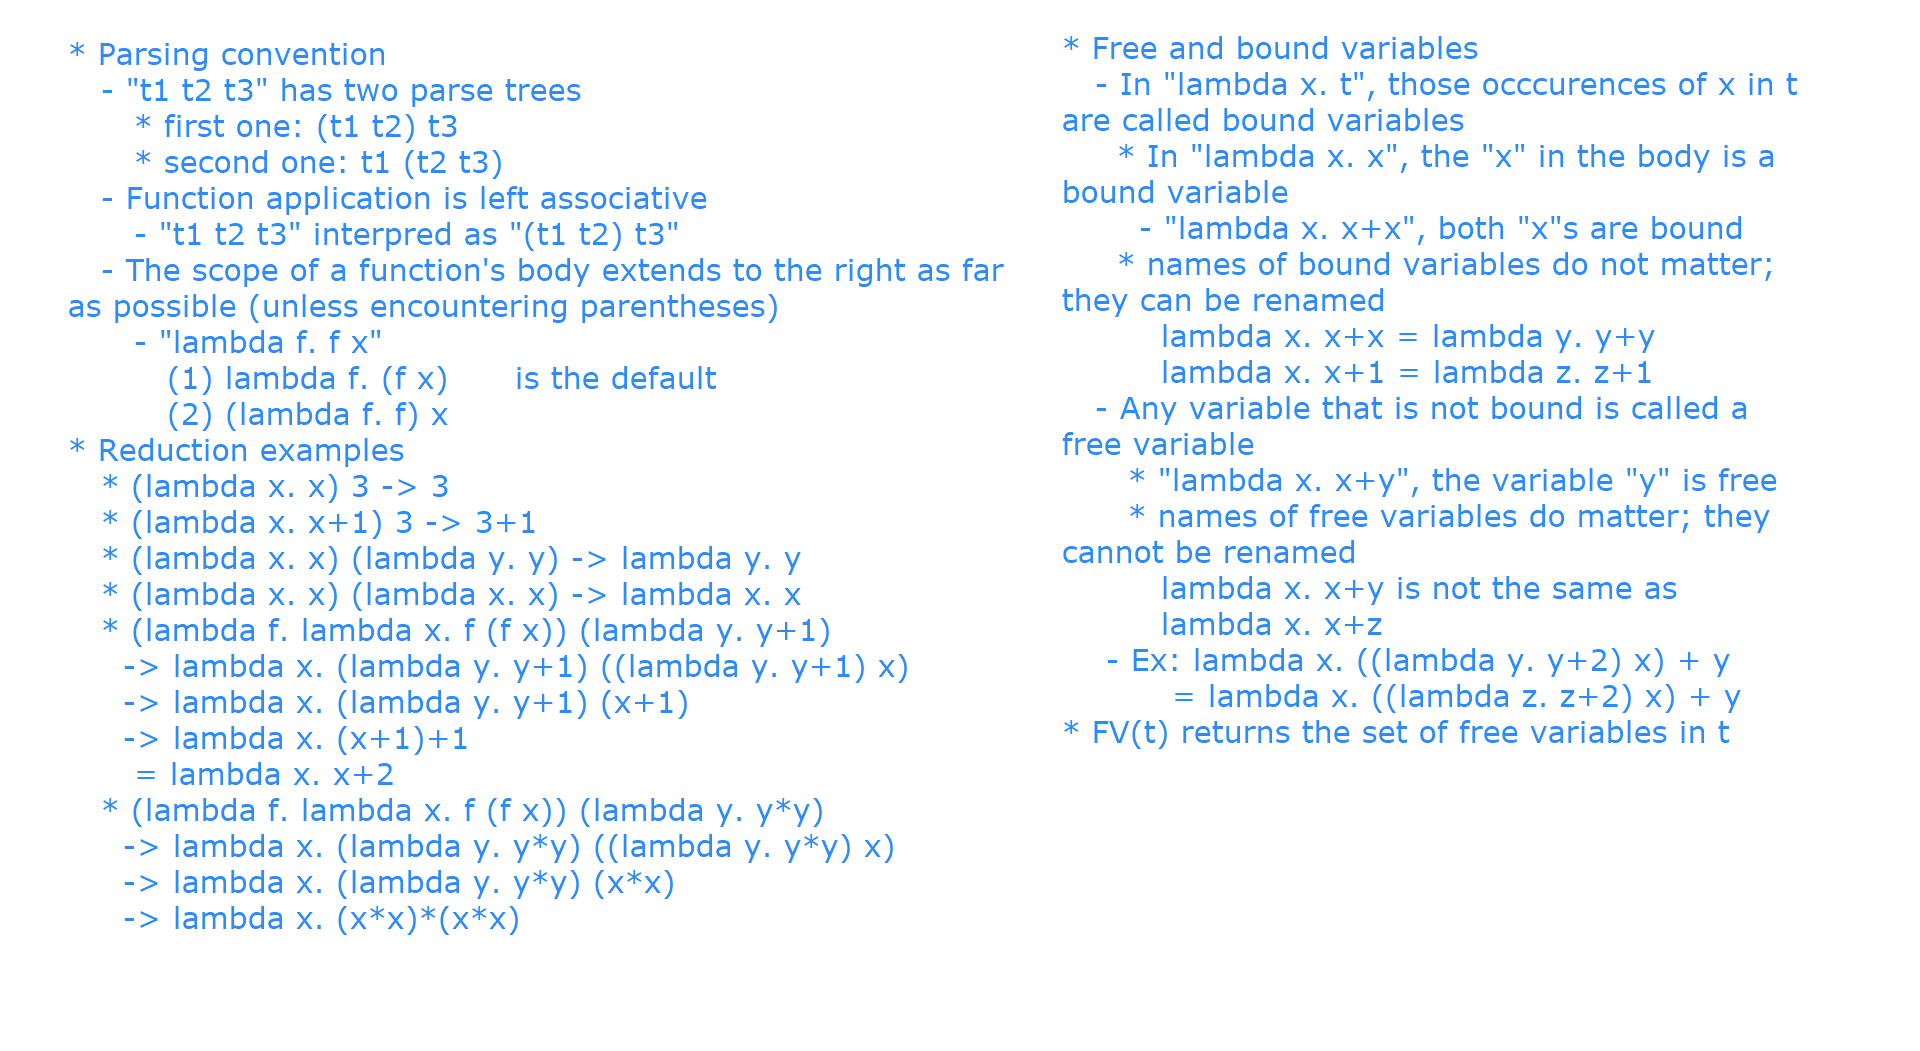 * Parsing convention
- "t1 t2 t3" has two parse trees
* first one: (t1 t2) t3
* second one: t1 (t2 t3)
- Function application is left associative
- "t1 t2 t3" interpred as "(t1 t2) t3"
- The scope of a function's body extends to the right as far
as possible (unless encountering parentheses)
- "lambda f. f x"
(1) lambda f. (f x) is the default
(2) (lambda f. f) x
* Reduction examples
* (lambda x. x) 3 -> 3
* (lambda x. x+1) 3 -> 3+1
* (lambda x. x) (lambda y. y) -> lambda y. y
* (lambda x. x) (lambda x. x) -> lambda x. x
* (lambda f. lambda x. f (f x)) (lambda y. y+1)
-> lambda x. (lambda y. y+1) ((lambda y. y+1) x)
-> lambda x. (lambda y. y+1) (x+1)
-> lambda x. (x+1)+1
= lambda x. x+2
* (lambda f. lambda x. f (f x)) (lambda y. y*y)
-> lambda x. (lambda y. y*y) ((lambda y. y*y) x)
-> lambda x. (lambda y. y*y) (x*x)
-> lambda x. (x*x)*(x*x)
* Free and bound variables
- In "lambda x. t", those occcurences of x in t
are called bound variables
* In "lambda x. x", the "x" in the body is a
bound variable
- "lambda x. x+x", both "x"s are bound
* names of bound variables do not matter;
they can be renamed
lambda x. x+x = lambda y. y+y
lambda x. x+1 = lambda z. z+1
- Any variable that is not bound is called a
free variable
* "lambda x. x+y", the variable "y" is free
* names of free variables do matter; they
cannot be renamed
lambda x. x+y is not the same as
lambda x. x+z
- Ex: lambda x. ((lambda y. y+2) x) + y
= lambda x. ((lambda z. z+2) x) + y
* FV(t) returns the set of free variables in t